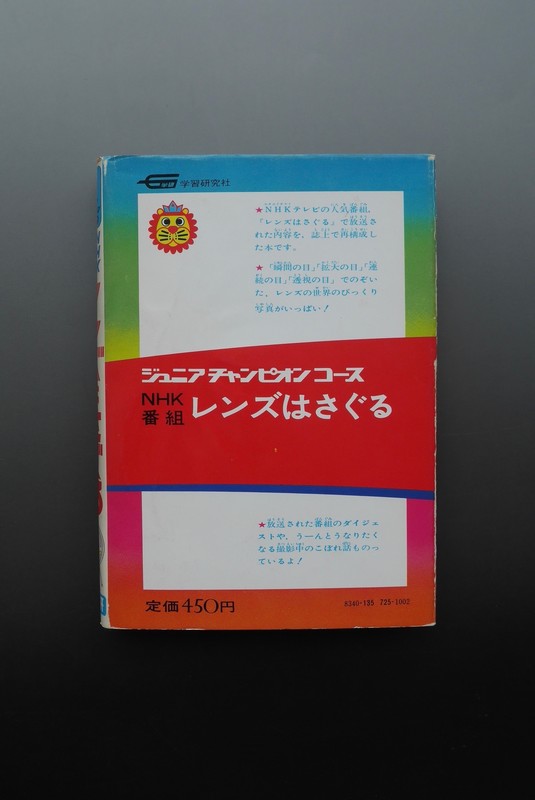 学研 学習研究社
★NHKテレビの人気番組、
「レンズはさぐる」で放送さ
れた内容を、誌上で再構成し
た本です。
★「瞬間の目」「拡大の目」「連
続の目」「透視の目」でのぞい
た、レンズの世界のびっくり
写真がいっぱい!
ジュニアチャンピオンコース
NHK
番組
レンズはさぐる
★放送された番組のダイジェ
ストや、うーんとうなりたく
なる撮影中のこぼれ話ものっ
ているよ!
定価450円
8340-135 725-1002